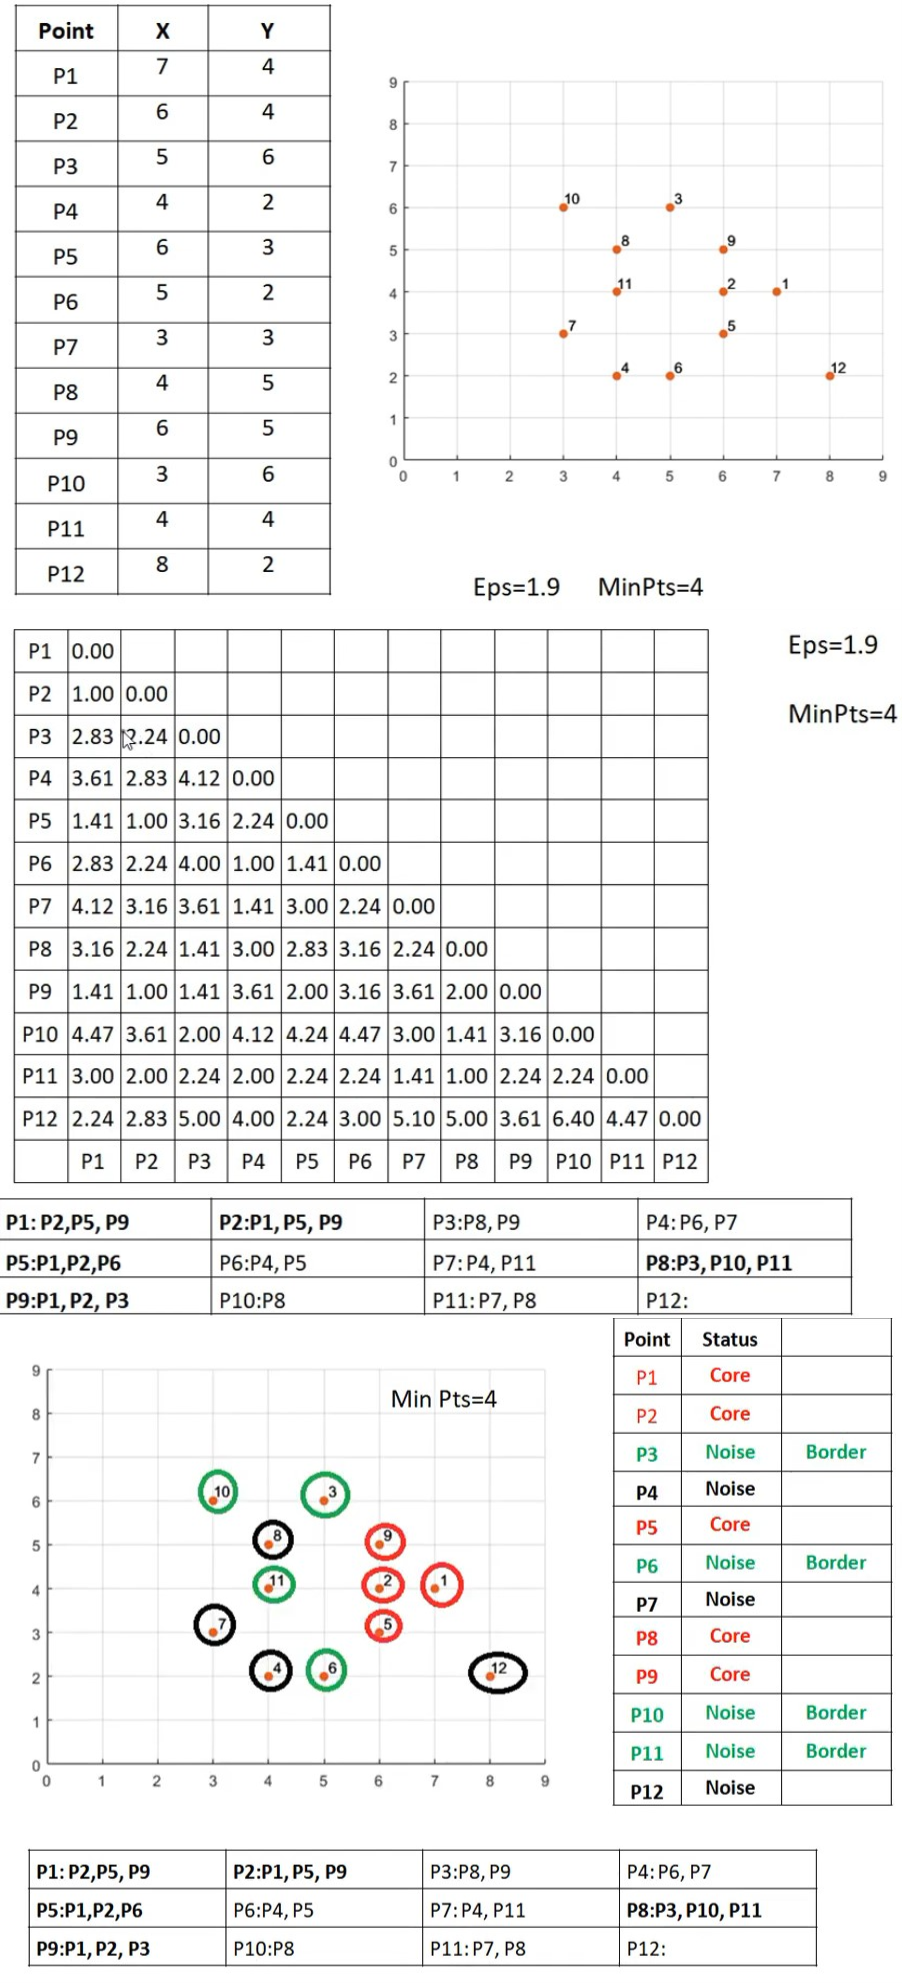 Point X Y
P1 7 4
P2 6 4
P3 5 6
P4 4 2
P5 6 3
P6 5 2
P7 3 3
P8 4 5
P9 6 5
P10 3 6
P11 4 4
P12 8 2
9
8
7
6 10 3
5 8 9
4 11 2 1
3 7 5
2 4 6 12
1
0
0 1 2 3 4 5 6 7 8 9
Eps=1.9 MinPts=4
Eps=1.9
MinPts=4
P1 0.00
P2 1.00 0.00
P3 2.83 2.24 0.00
P4 3.61 2.83 4.12 0.00
P5 1.41 1.00 3.16 2.24 0.00
P6 2.83 2.24 4.00 1.00 1.41 0.00
P7 4.12 3.16 3.61 1.41 3.00 2.24 0.00
P8 3.16 2.24 1.41 3.00 2.83 3.16 2.24 0.00
P9 1.41 1.00 1.41 3.61 2.00 3.16 3.61 2.00 0.00
P10 4.47 3.61 2.00 4.12 4.24 4.47 3.00 1.41 3.16 0.00
P11 3.00 2.00 2.24 2.00 2.24 2.24 1.41 1.00 2.24 2.24 0.00
P12 2.24 2.83 5.00 4.00 2.24 3.00 5.10 5.00 3.61 6.40 4.47 0.00
P1 P2 P3 P4 P5 P6 P7 P8 P9 P10 P11 P12
P1: P2,P5, P9 P2:P1, P5, P9 P3:P8, P9 P4: P6, P7
P5:P1,P2,P6 P6:P4, P5 P7: P4, P11 P8:P3, P10, P11
P9:P1, P2, P3 P10:P8 P11: P7, P8 P12:
Min Pts=4
9
8
7
6 10 3
5 8 9
4 11 2 1
3 7 5
2 4 6 12
1
0
0 1 2 3 4 5 6 7 8 9
Point Status
P1 Core
P2 Core
P3 Noise Border
P4 Noise
P5 Core
P6 Noise Border
P7 Noise
P8 Core
P9 Core
P10 Noise Border
P11 Noise Border
P12 Noise
P1: P2,P5, P9 P2:P1, P5, P9 P3:P8, P9 P4: P6, P7
P5:P1,P2,P6 P6:P4, P5 P7: P4, P11 P8:P3, P10, P11
P9:P1, P2, P3 P10:P8 P11: P7, P8 P12: